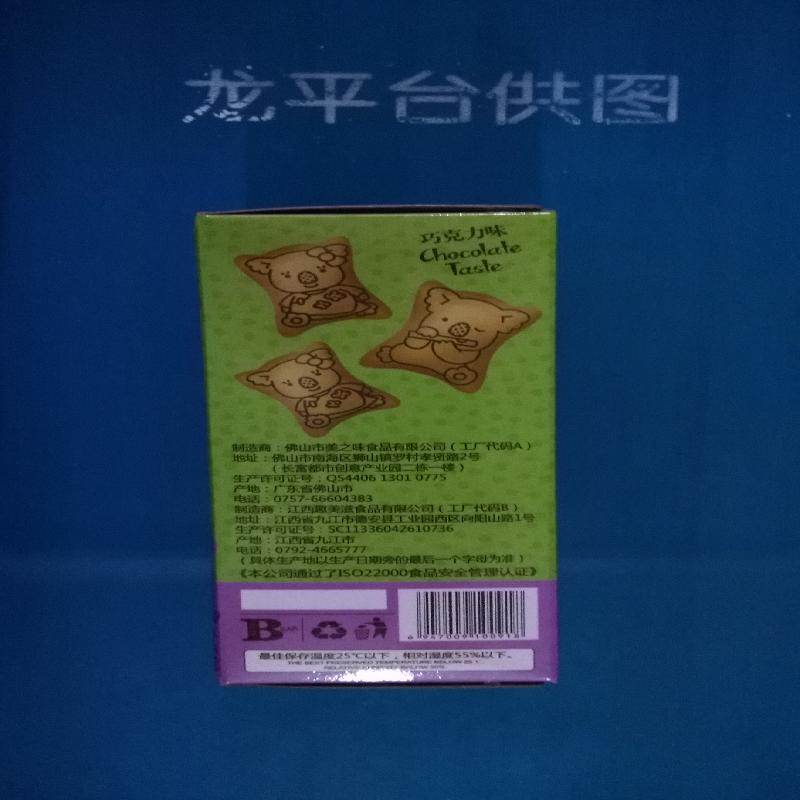 龙平台供图
巧克力味
Chocolate
Taste
制造商：佛山市美之味食品有限公司（工厂代码A）
地址：佛山市南海区狮山镇罗村孝贤路2号
（长富都市创意产业园二栋一楼）
生产许可证号：QS4406 1301 0775
产地：广东省佛山市
电话：0757-66604383
制造商：江西趣美滋食品有限公司（工厂代码B）
地址：江西省九江市德安县工业园西区向阳山路1号
生产许可证号：SC11336042610736
产地：江西省九江市
电话：0792-4665777
（具体生产地以生产日期旁的最后一个字母为准）
《本公司通过了ISO22000食品安全管理认证》
B
6 947009 100918
最佳保存温度25℃以下，相对湿度55%以下。
THE BEST PRESERVED TEMPERATURE BELOW 25